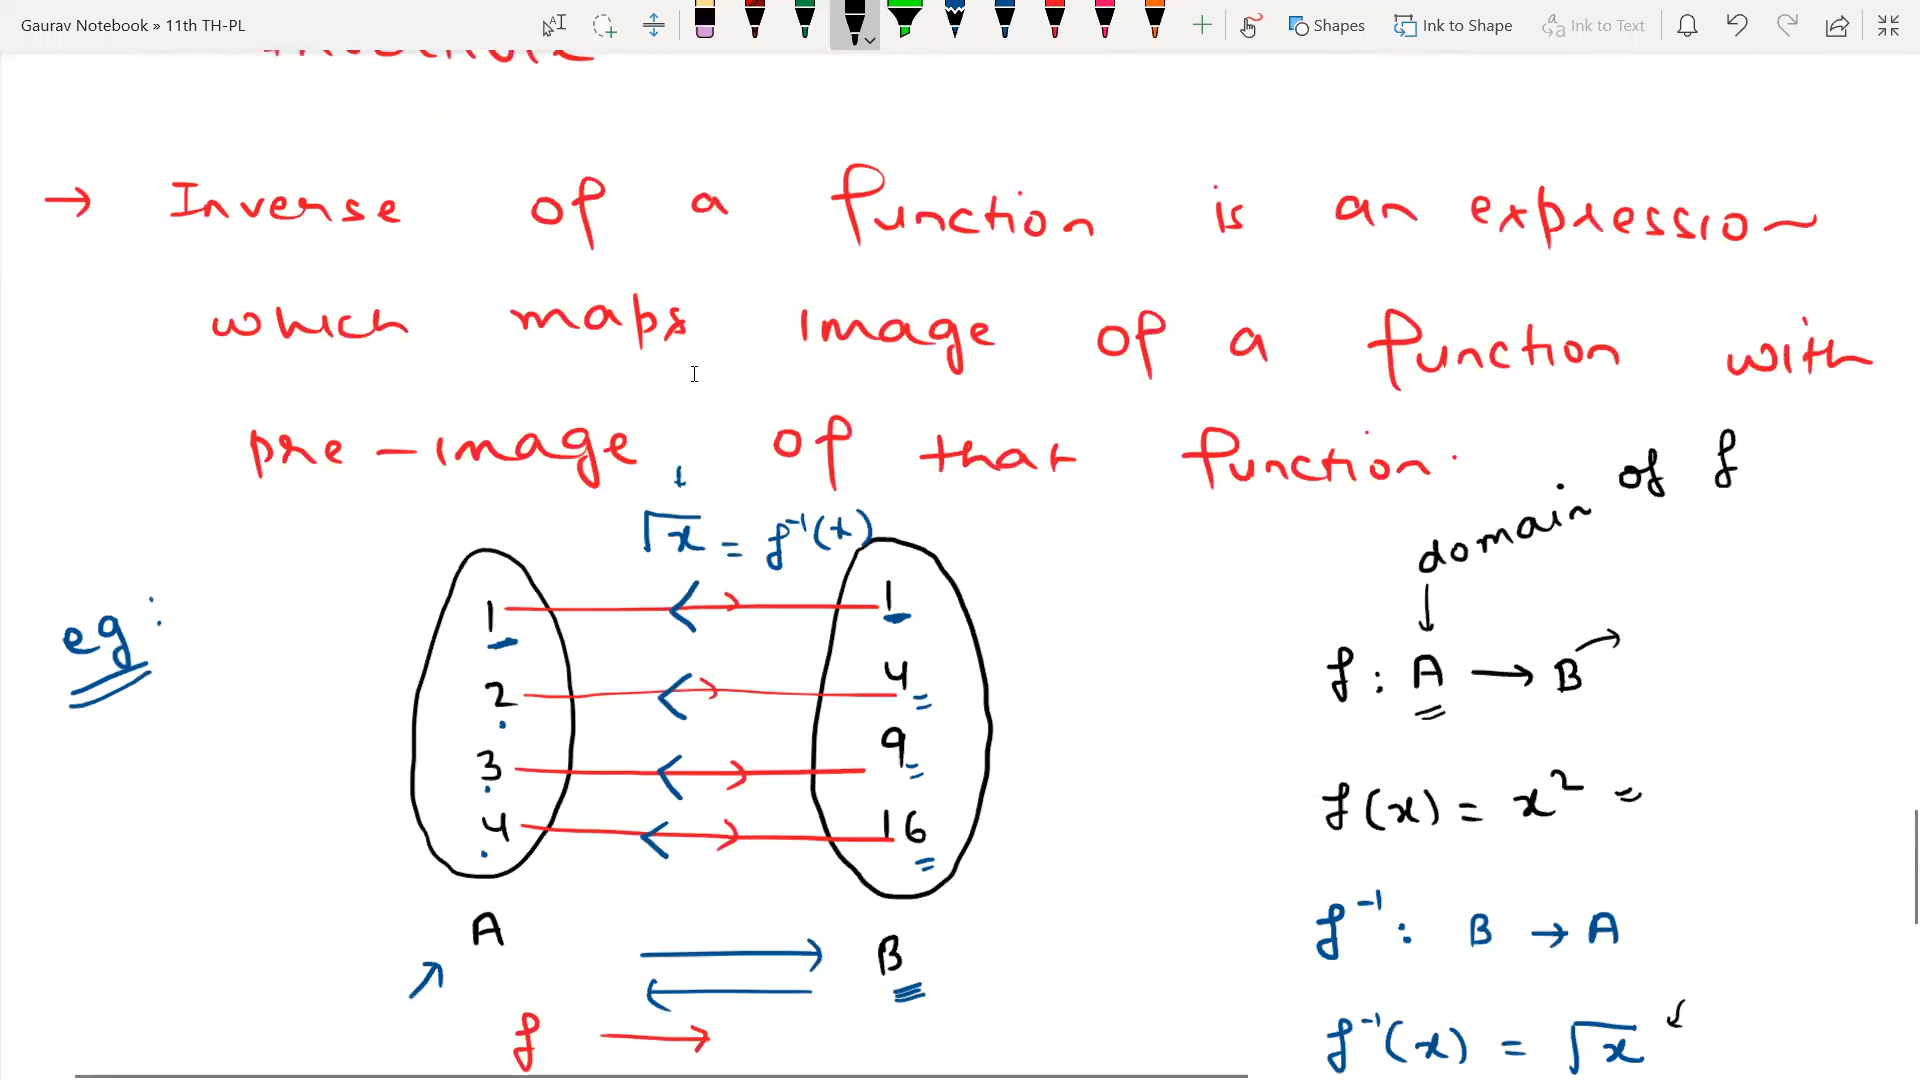 Gaurav Notebook » 11th TH-PL
Shapes
Ink to Shape
Ink to Text
→ Inverse of a function is an expression
which maps image of a function with
pre-image of that function.
domain of f
√x = f⁻¹(x)
eg:
1 1
2 4
3 9
4 16
A B
f →
f : A → B
f(x) = x²
f⁻¹: B → A
f⁻¹(x) = √x